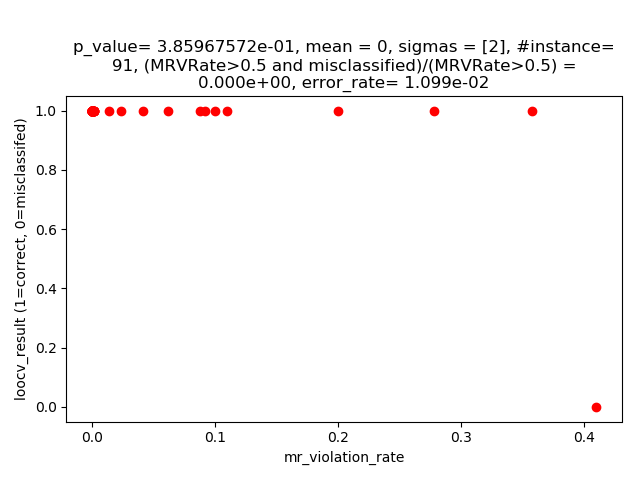 p_value= 3.85967572e-01, mean = 0, sigmas = [2], #instance=
91, (MRVRate>0.5 and misclassified)/(MRVRate>0.5) =
0.000e+00, error_rate= 1.099e-02
loocv_result (1=correct, 0=misclassifed)
1.0
0.8
0.6
0.4
0.2
0.0
0.0 0.1 0.2 0.3 0.4
mr_violation_rate